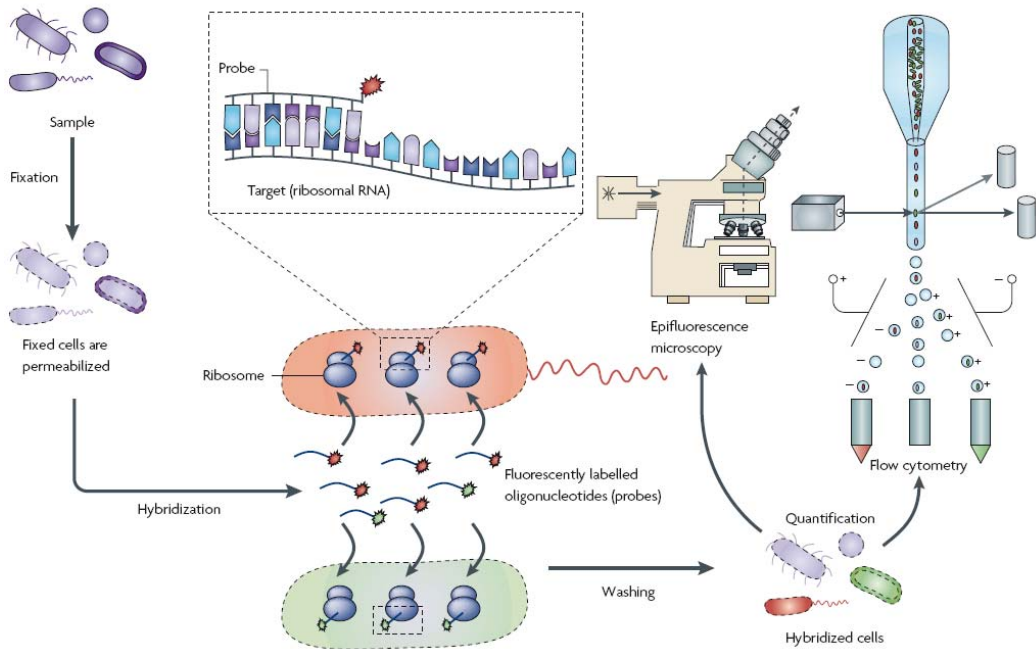 Sample
Fixation
Fixed cells are
permeabilized
Hybridization
Probe
Target (ribosomal RNA)
Ribosome
Fluorescently labelled
oligonucleotides (probes)
Washing
Epifluorescence
microscopy
+
−
+
+
−
+
−
+
−
+
Flow cytometry
Quantification
Hybridized cells